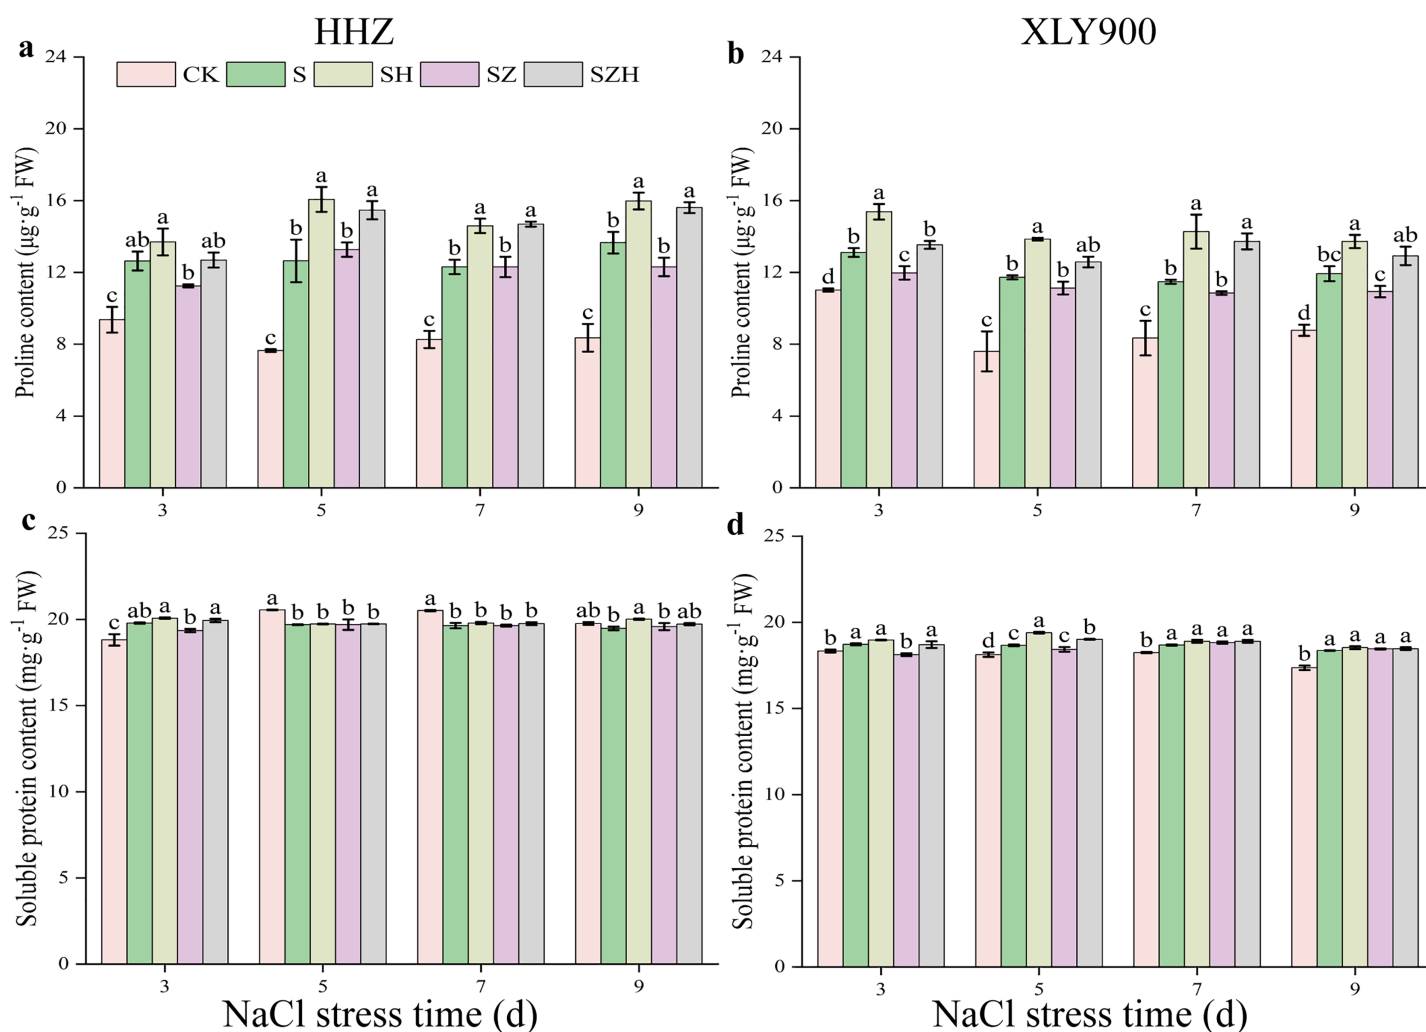 HHZ
XLY900
a
CK S SH SZ SZH
Proline content (μg·g⁻¹ FW)
24
20
16
12
8
4
0
c ab a b ab
c b a b a
c b a b a
c b a b a
3 5 7 9
b
Proline content (μg·g⁻¹ FW)
24
20
16
12
8
4
0
d b a c b
c b a b ab
c b a b a
d bc a c ab
3 5 7 9
c
Soluble protein content (mg·g⁻¹ FW)
25
20
15
10
5
0
c ab a b a
a b b b b
a b b b b
ab b a b ab
3 5 7 9
NaCl stress time (d)
d
Soluble protein content (mg·g⁻¹ FW)
25
20
15
10
5
0
b a a b a
d c a c b
b a a a a
b a a a a
3 5 7 9
NaCl stress time (d)